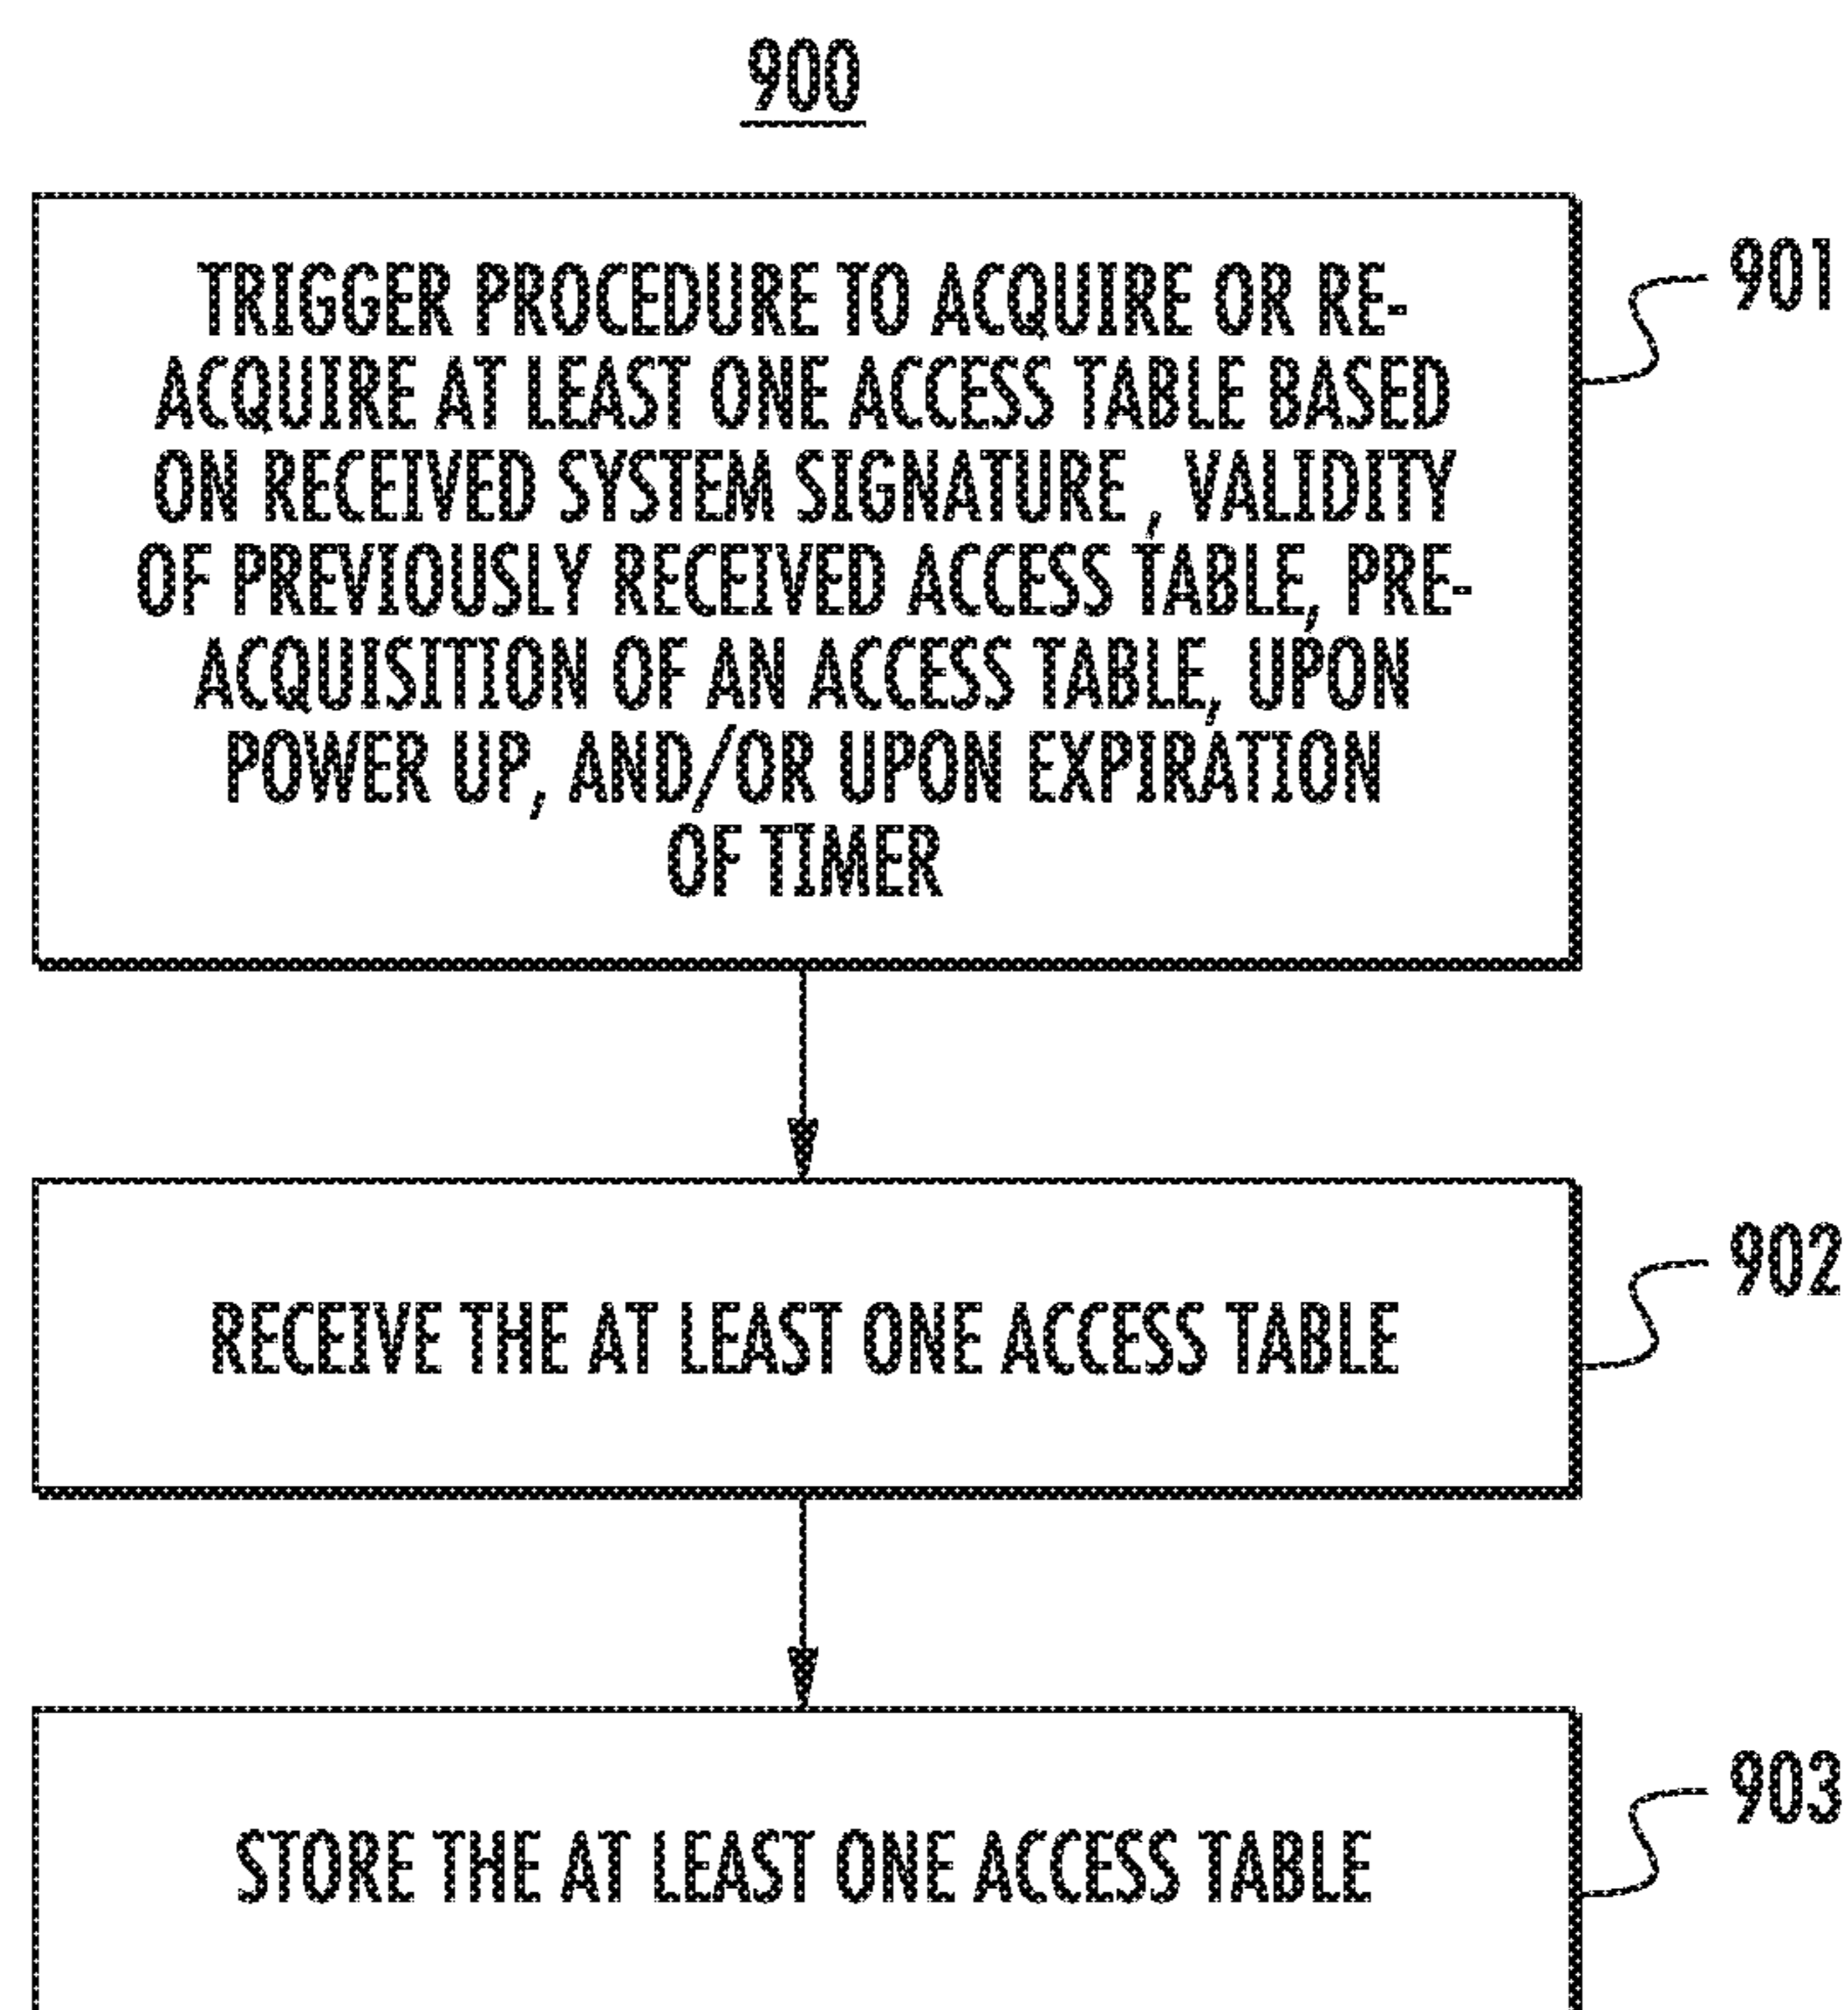 900
TRIGGER PROCEDURE TO ACQUIRE OR RE-
ACQUIRE AT LEAST ONE ACCESS TABLE BASED
ON RECEIVED SYSTEM SIGNATURE , VALIDITY
OF PREVIOUSLY RECEIVED ACCESS TABLE, PRE-
ACQUISITION OF AN ACCESS TABLE, UPON
POWER UP, AND/OR UPON EXPIRATION
OF TIMER
901
RECEIVE THE AT LEAST ONE ACCESS TABLE
902
STORE THE AT LEAST ONE ACCESS TABLE
903